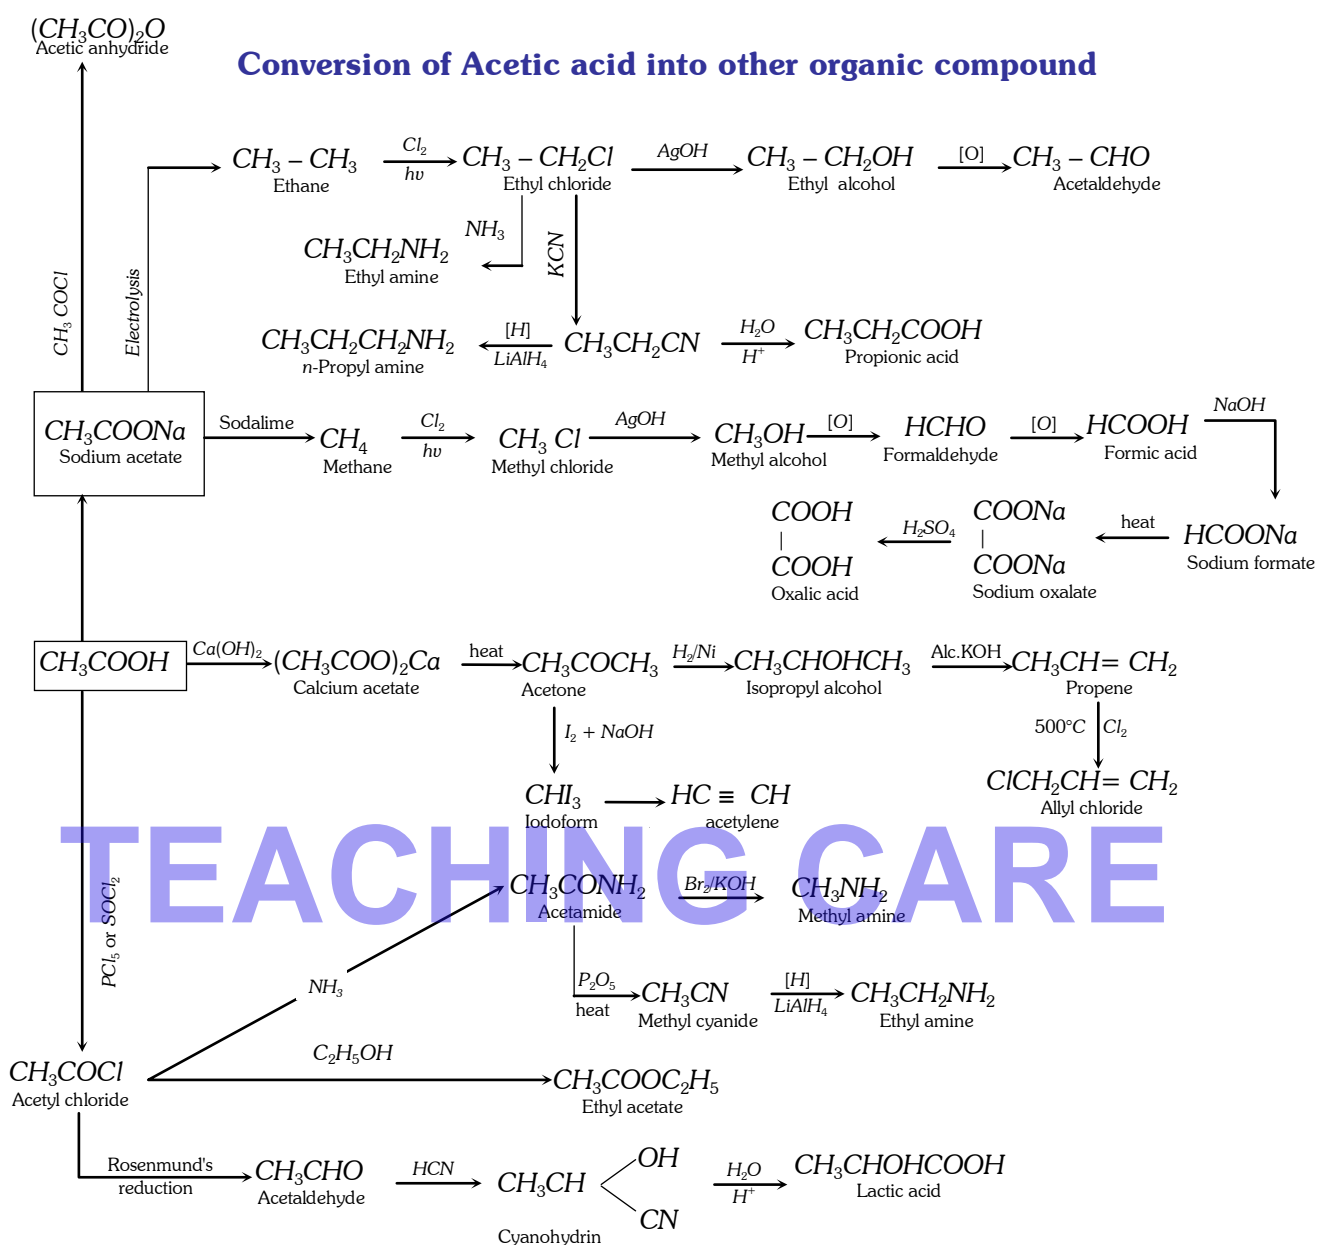 (CH₃CO)₂O
Acetic anhydride
Conversion of Acetic acid into other organic compound
CH₃ – CH₃
Ethane
Cl₂
hυ
CH₃ – CH₂Cl
Ethyl chloride
AgOH
CH₃ – CH₂OH
Ethyl alcohol
[O]
CH₃ – CHO
Acetaldehyde
NH₃
CH₃CH₂NH₂
Ethyl amine
KCN
CH₃ COCl
Electrolysis
CH₃CH₂CH₂NH₂
n-Propyl amine
[H]
LiAlH₄
CH₃CH₂CN
H₂O
H⁺
CH₃CH₂COOH
Propionic acid
CH₃COONa
Sodium acetate
Sodalime
CH₄
Methane
Cl₂
hυ
CH₃ Cl
Methyl chloride
AgOH
CH₃OH
Methyl alcohol
[O]
HCHO
Formaldehyde
[O]
HCOOH
Formic acid
NaOH
HCOONa
Sodium formate
heat
COONa
|
COONa
Sodium oxalate
H₂SO₄
COOH
|
COOH
Oxalic acid
CH₃COOH
Ca(OH)₂
(CH₃COO)₂Ca
Calcium acetate
heat
CH₃COCH₃
Acetone
H₂/Ni
CH₃CHOHCH₃
Isopropyl alcohol
Alc.KOH
CH₃CH= CH₂
Propene
500°C
Cl₂
ClCH₂CH= CH₂
Allyl chloride
I₂ + NaOH
CHI₃
Iodoform
HC ≡ CH
acetylene
TEACHING CARE
PCl₅ or SOCl₂
CH₃CONH₂
Acetamide
Br₂/KOH
CH₃NH₂
Methyl amine
NH₃
P₂O₅
heat
CH₃CN
Methyl cyanide
[H]
LiAlH₄
CH₃CH₂NH₂
Ethyl amine
CH₃COCl
Acetyl chloride
C₂H₅OH
CH₃COOC₂H₅
Ethyl acetate
Rosenmund's
reduction
CH₃CHO
Acetaldehyde
HCN
CH₃CH
OH
CN
Cyanohydrin
H₂O
H⁺
CH₃CHOHCOOH
Lactic acid